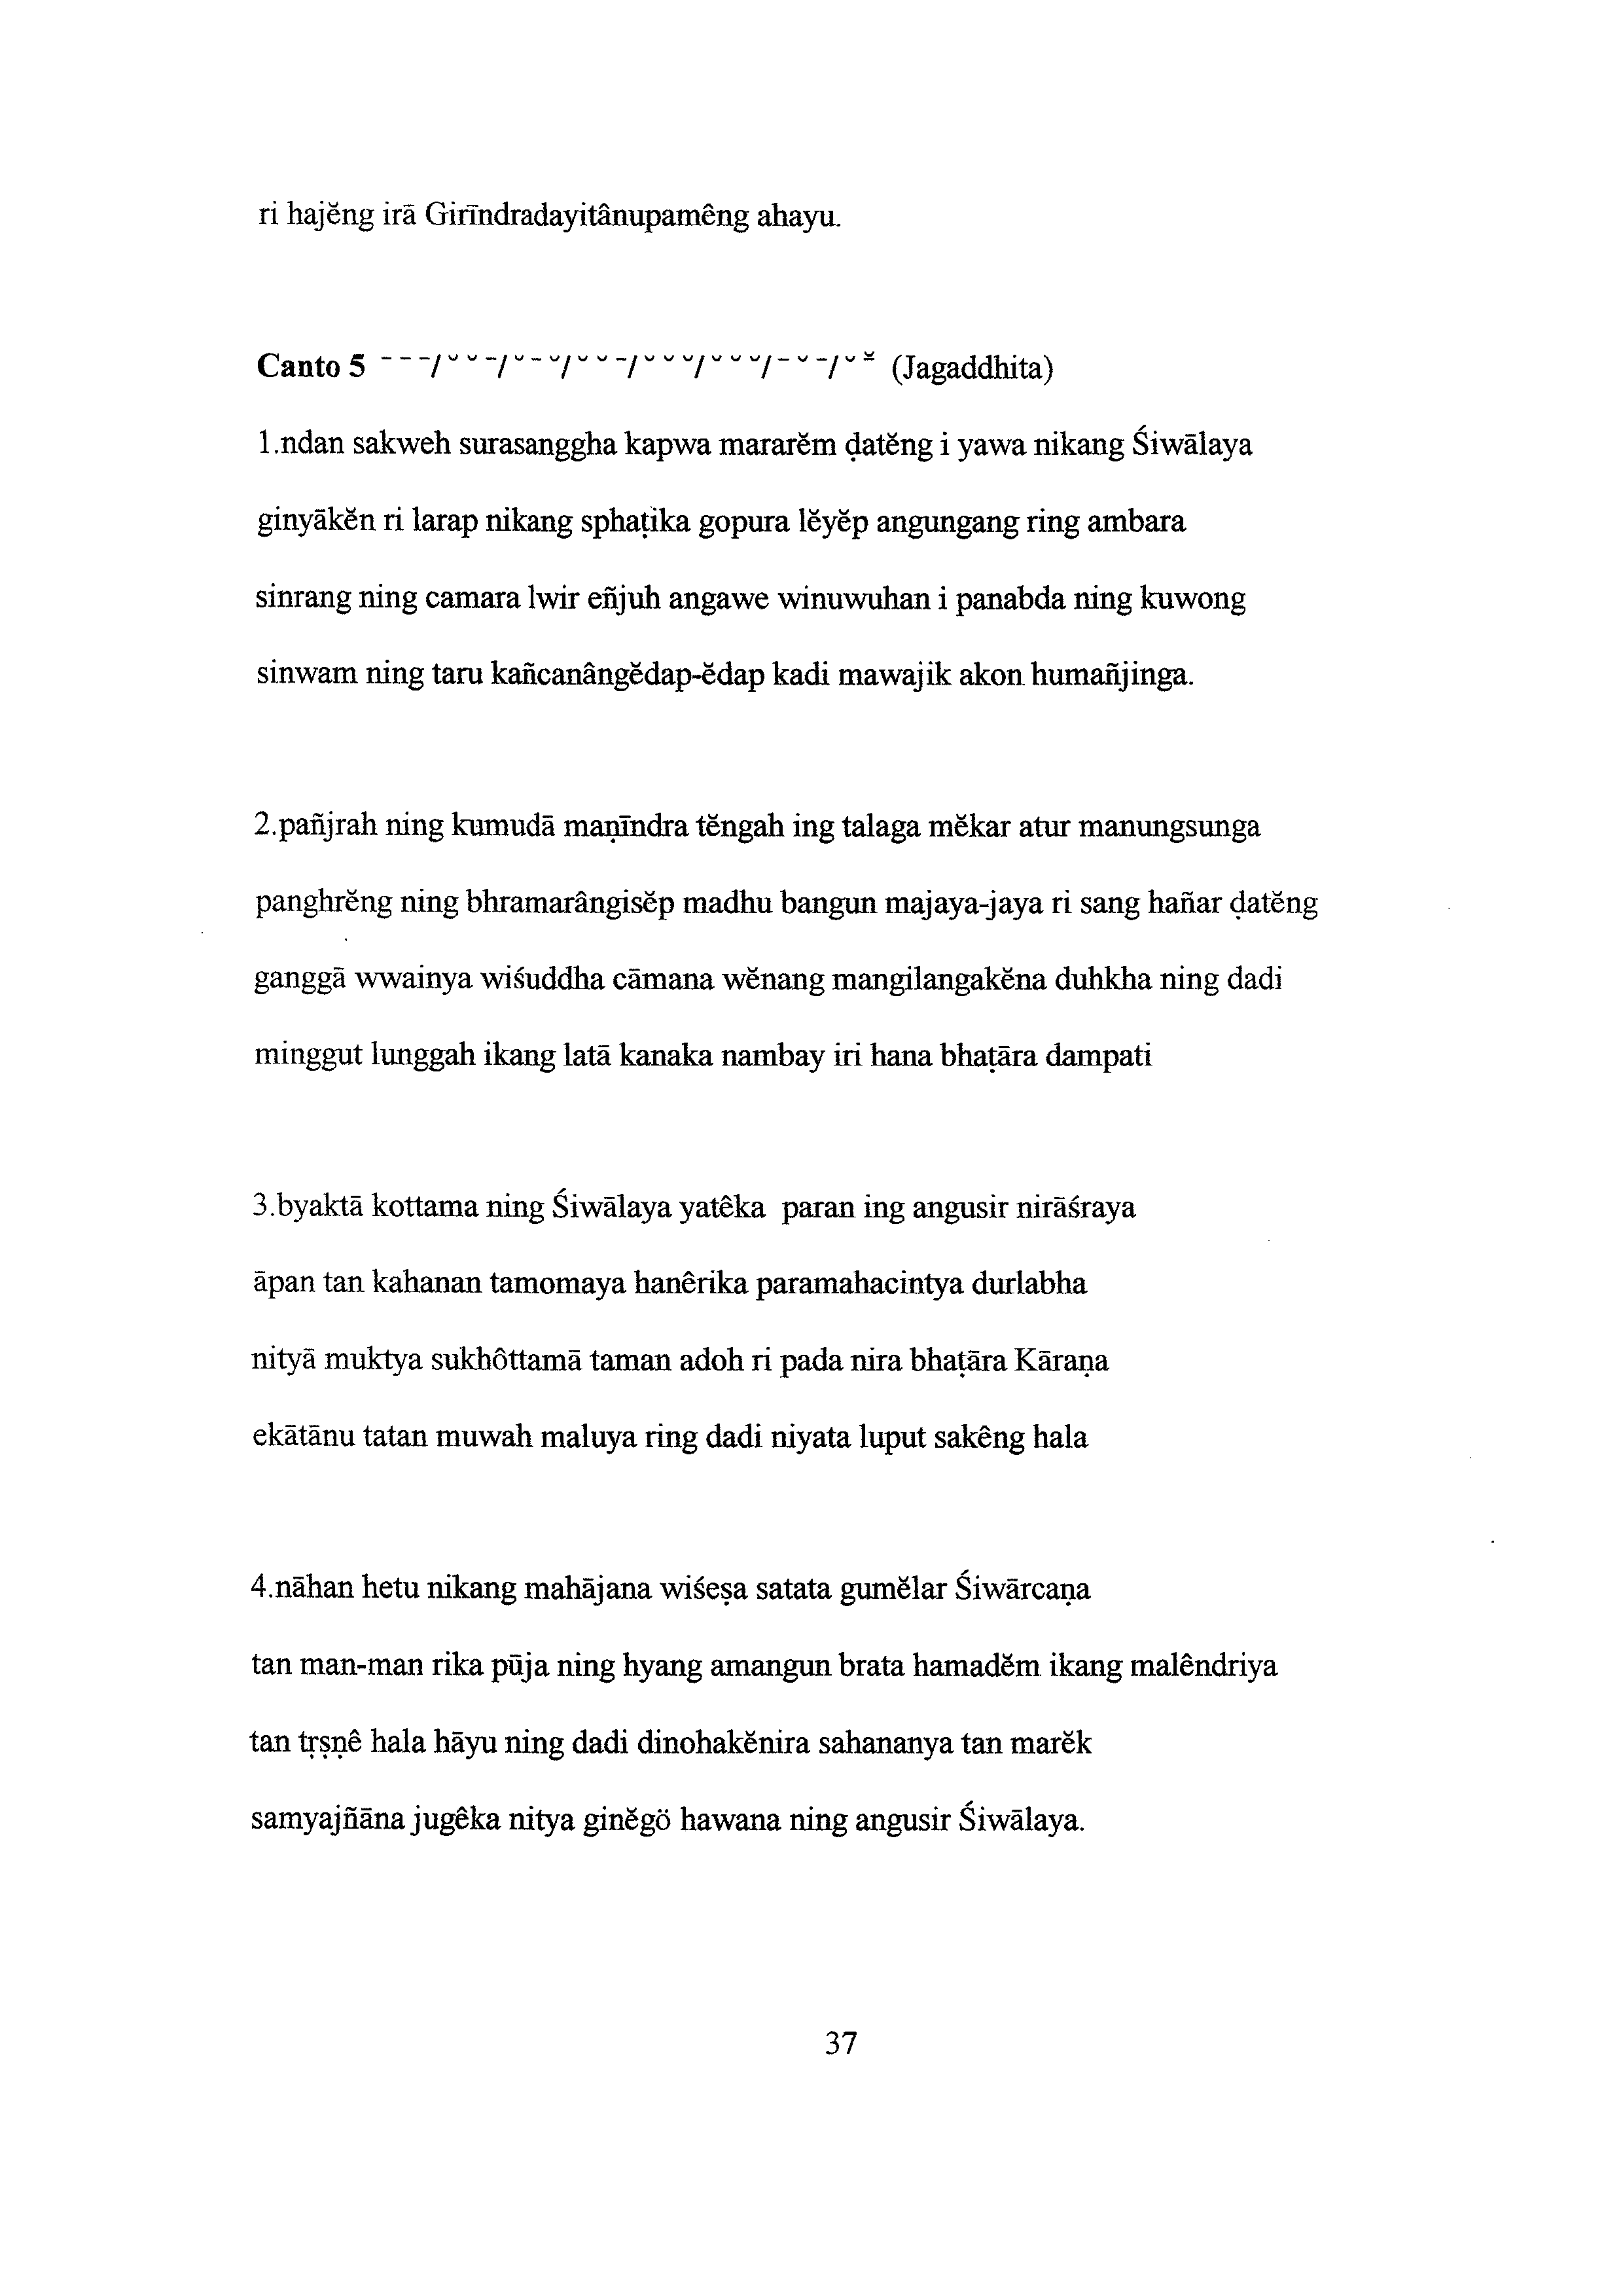 ri hajĕng irā Girīndradayitânupamêng ahayu.
Canto 5 ¯ ¯ ¯/ ˘ ˘ ¯/ ˘ ¯ ˘/ ˘ ˘ ¯/ ˘ ˘ ˘/ ˘ ˘ ˘/ ¯ ˘ ¯/ ˘ ⏓ (Jagaddhita)
1.ndan sakweh surasanggha kapwa mararĕm ḍatĕng i yawa nikang Śiwālaya
ginyākĕn ri larap nikang sphaṭika gopura lĕyĕp angungang ring ambara
sinrang ning camara lwir eñjuh angawe winuwuhan i panabda ning kuwong
sinwam ning taru kañcanângĕdap-ĕdap kadi mawajik akon humañjinga.
2.pañjrah ning kumudā maṇīndra tĕngah ing talaga mĕkar atur manungsunga
panghrĕng ning bhramarângisĕp madhu bangun majaya-jaya ri sang hañar ḍatĕng
ganggā wwainya wiśuddha cāmana wĕnang mangilangakĕna duhkha ning dadi
minggut lunggah ikang latā kanaka nambay iri hana bhaṭāra dampati
3.byaktā kottama ning Śiwālaya yatêka paran ing angusir nirāśraya
āpan tan kahanan tamomaya hanêrika paramahacintya durlabha
nityā muktya sukhôttamā taman adoh ri pada nira bhaṭāra Kāraṇa
ekātānu tatan muwah maluya ring dadi niyata luput sakêng hala
4.nāhan hetu nikang mahājana wiśeṣa satata gumĕlar Śiwārcaṇa
tan man-man rika pūja ning hyang amangun brata hamadĕm ikang malêndriya
tan tṛṣṇê hala hāyu ning dadi dinohakĕnira sahananya tan marĕk
samyajñāna jugêka nitya ginĕgö hawana ning angusir Śiwālaya.
37